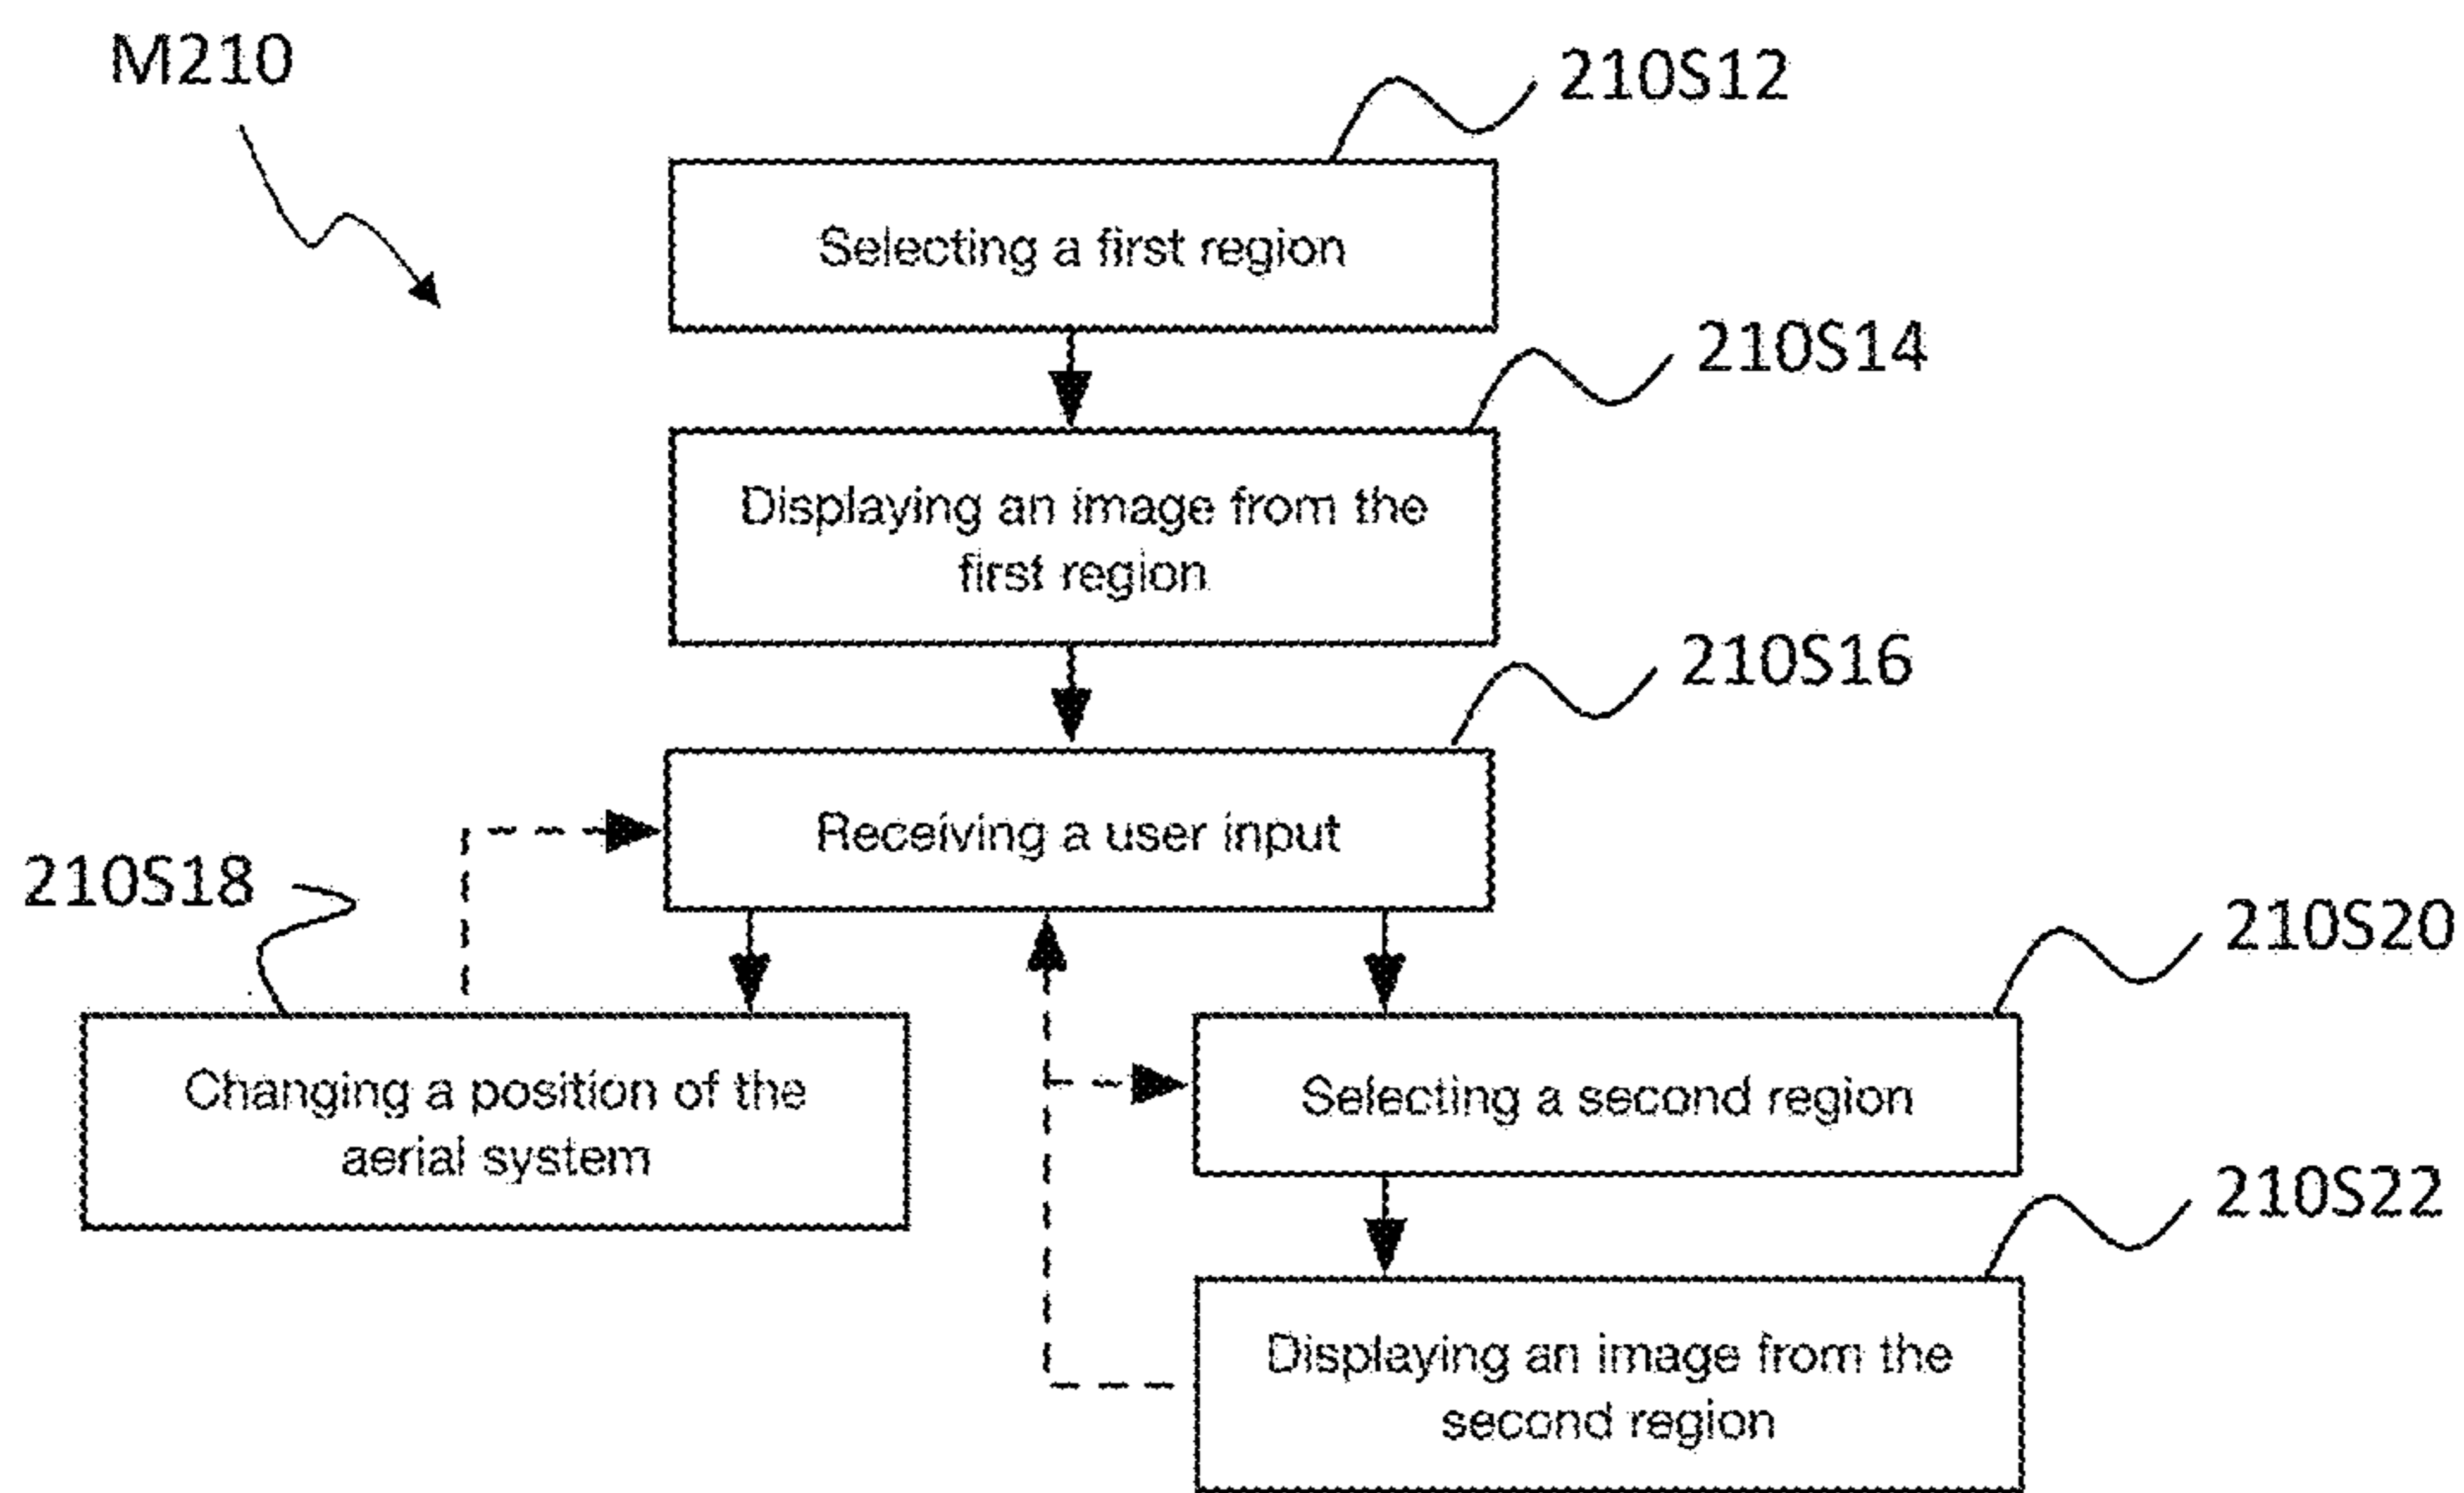 M210
210S12
Selecting a first region
210S14
Displaying an image from the
first region
210S16
Receiving a user input
210S18
210S20
Changing a position of the
aerial system
Selecting a second region
210S22
Displaying an image from the
second region